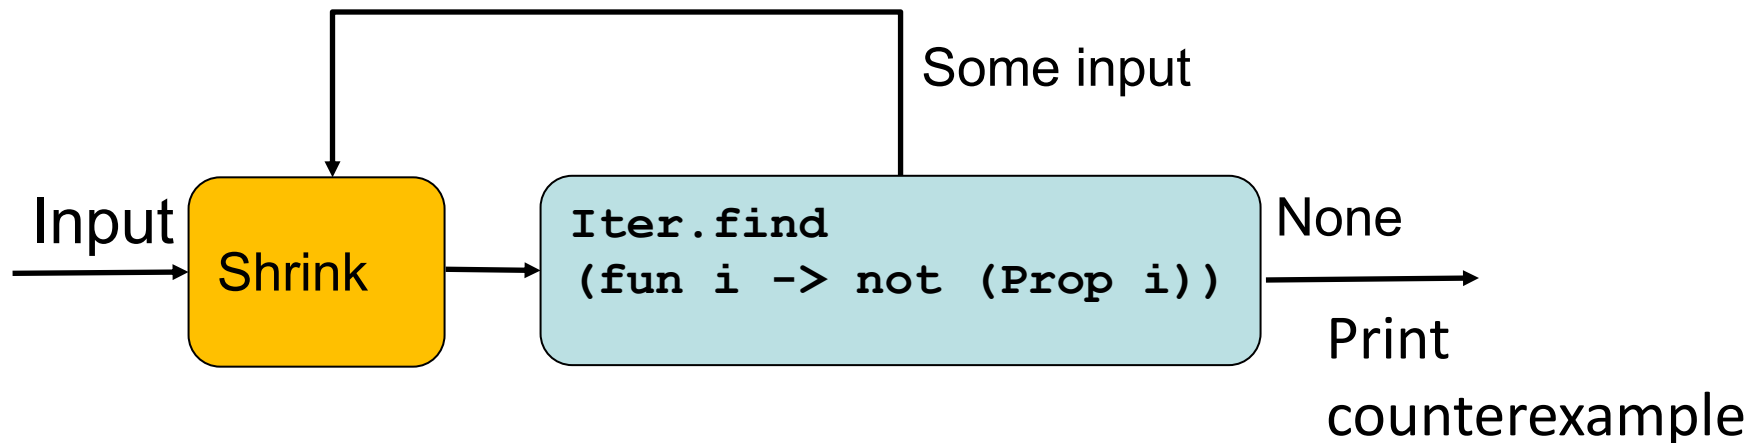 Some input
Input
Shrink
Iter.find
(fun i -> not (Prop i))
None
Print
counterexample